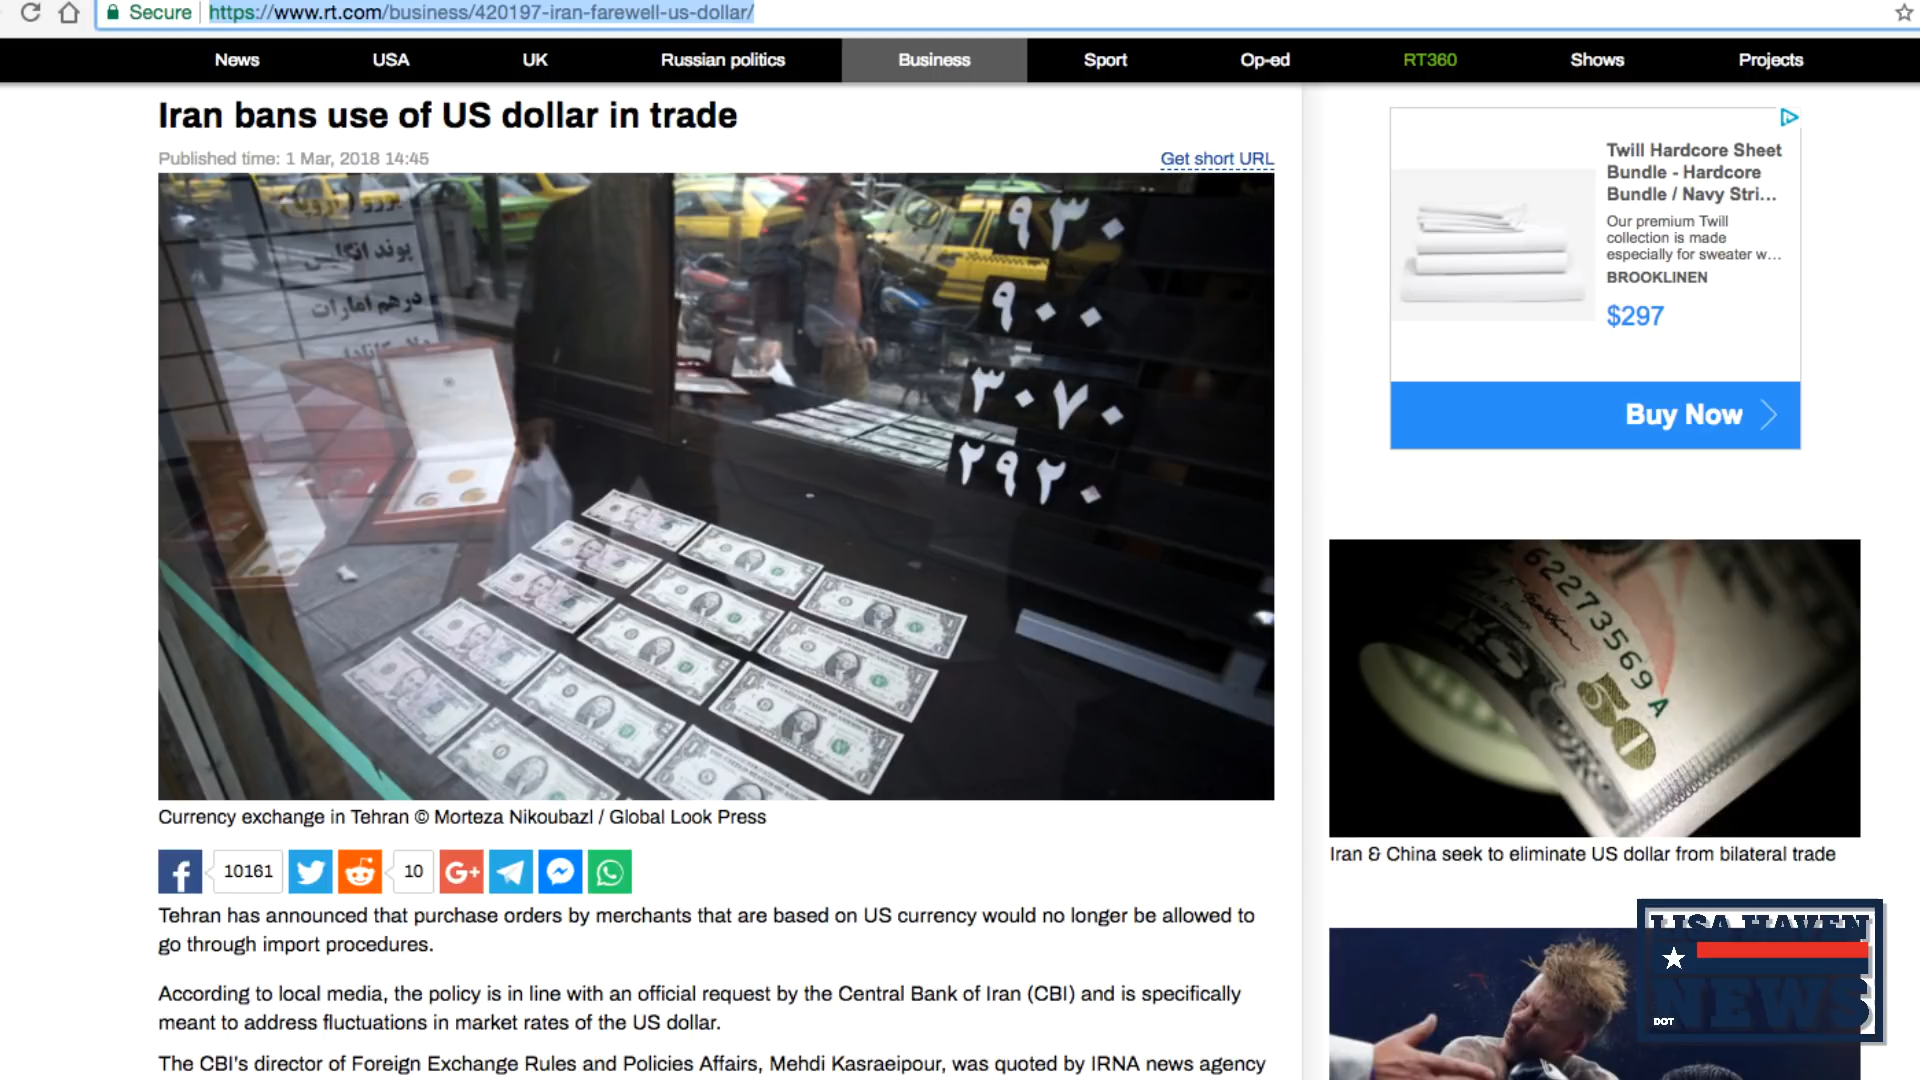 Secure
https://www.rt.com/business/420197-iran-farewell-us-dollar/
News USA UK Russian politics Business Sport Op-ed RT360 Shows Projects
Iran bans use of US dollar in trade
Published time: 1 Mar, 2018 14:45
Get short URL
یورو (اروپا)
پوند انگلیس
درهم امارات
۹۳۰۰
۹۰۰
۳۰۷۰
۲۹۲۰
Currency exchange in Tehran © Morteza Nikoubazl / Global Look Press
10161
10
G+
Tehran has announced that purchase orders by merchants that are based on US currency would no longer be allowed to
go through import procedures.
According to local media, the policy is in line with an official request by the Central Bank of Iran (CBI) and is specifically
meant to address fluctuations in market rates of the US dollar.
The CBI's director of Foreign Exchange Rules and Policies Affairs, Mehdi Kasraeipour, was quoted by IRNA news agency
Twill Hardcore Sheet
Bundle - Hardcore
Bundle / Navy Stri...
Our premium Twill
collection is made
especially for sweater w...
BROOKLINEN
$297
Buy Now
62273569 A
50
Iran & China seek to eliminate US dollar from bilateral trade
LISA HAVEN
NEWS
DOT